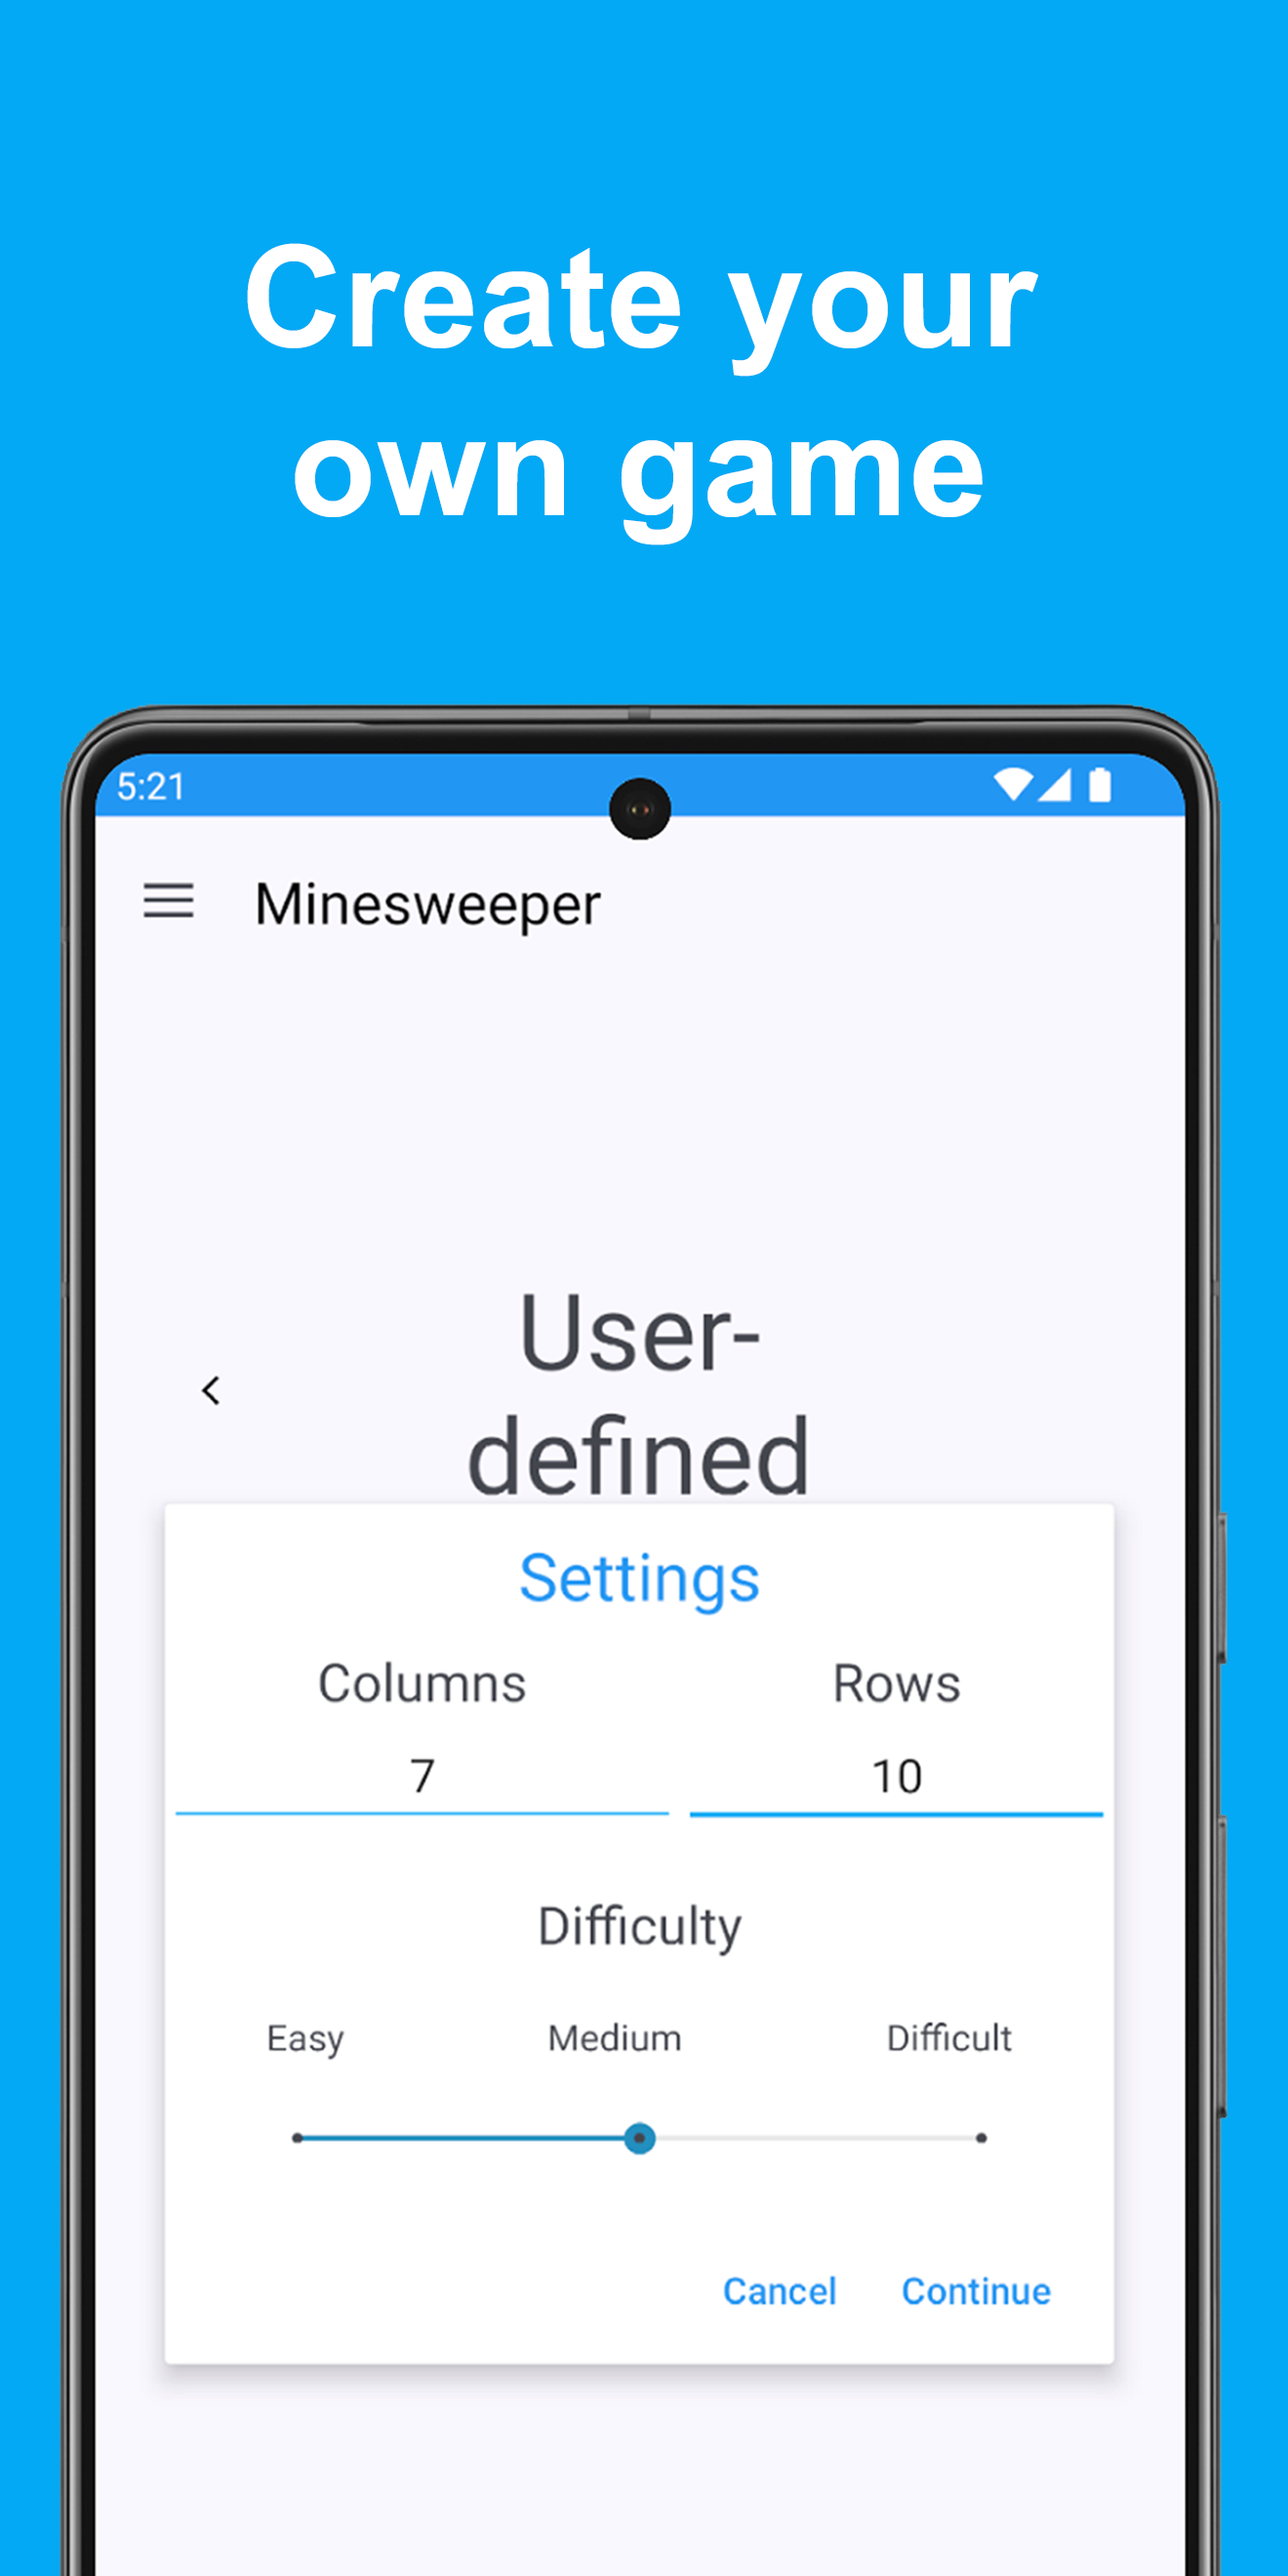 Create your
own game
5:21
Minesweeper
User-
defined
Settings
Columns Rows
7 10
Difficulty
Easy Medium Difficult
Cancel Continue